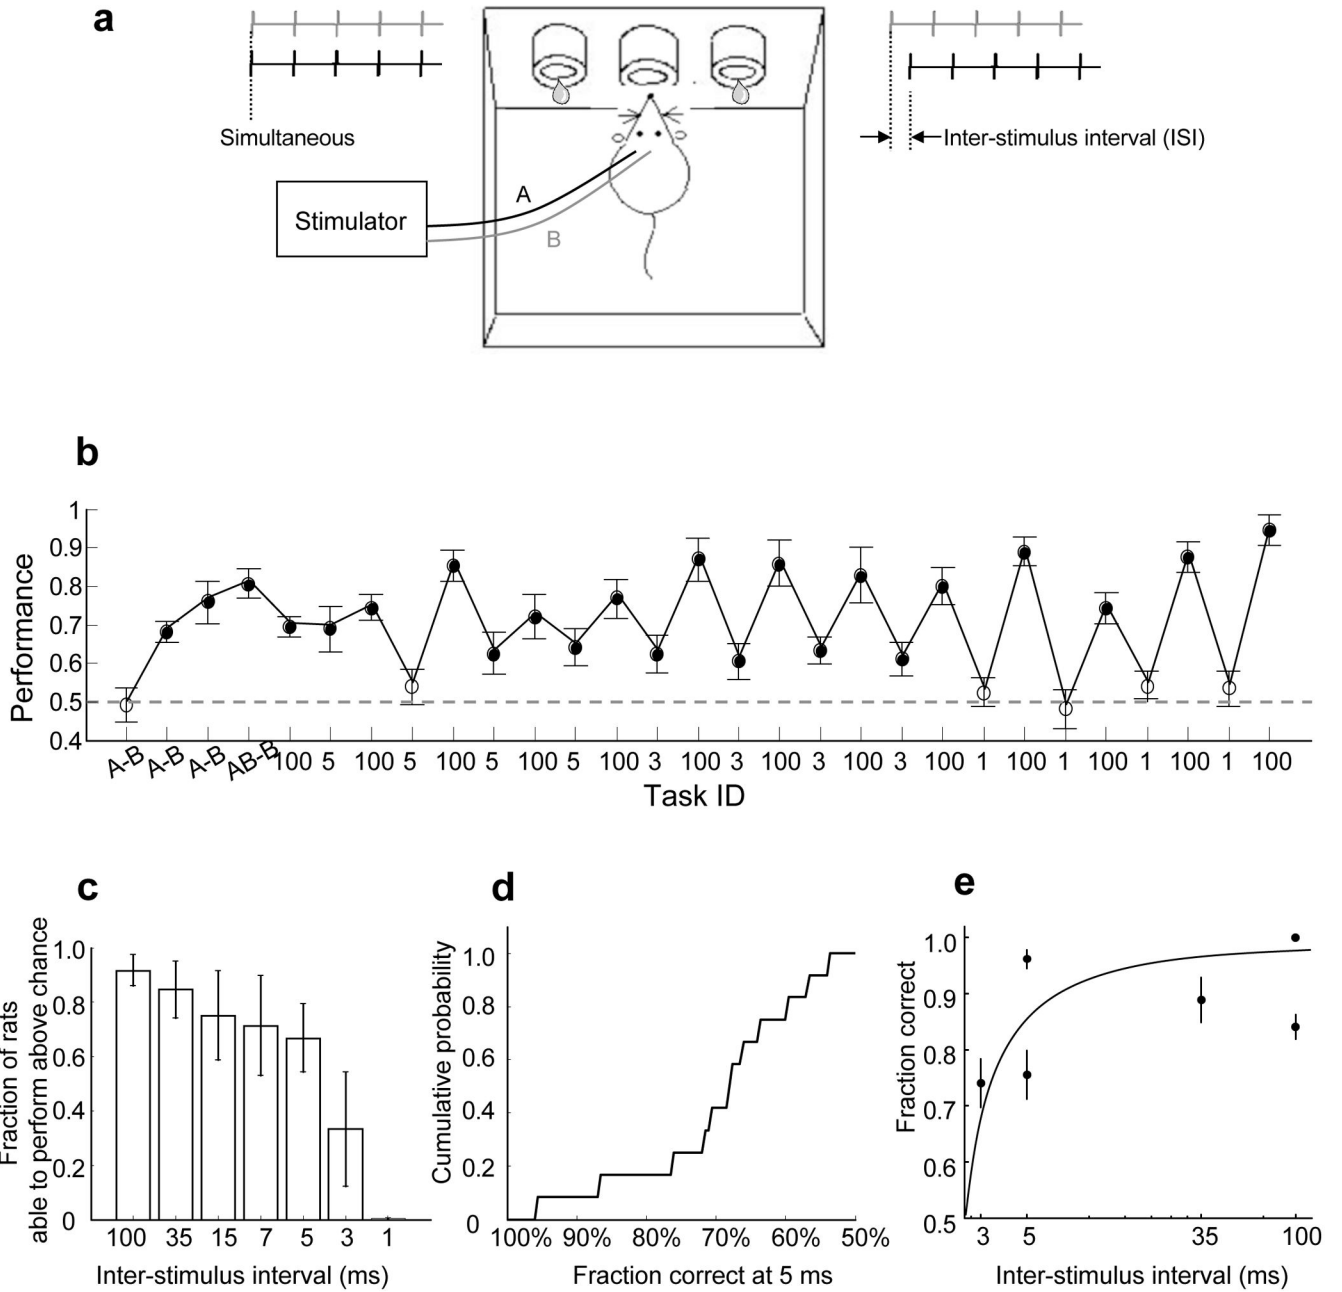 a
Simultaneous
Inter-stimulus interval (ISI)
Stimulator
A
B
b
Performance
1
0.9
0.8
0.7
0.6
0.5
0.4
A-B A-B A-B AB-B 100 5 100 5 100 5 100 5 100 3 100 3 100 3 100 3 100 1 100 1 100 1 100 1 100
Task ID
c
Fraction of rats
able to perform above chance
1.0
0.8
0.6
0.4
0.2
0
100 35 15 7 5 3 1
Inter-stimulus interval (ms)
d
Cumulative probability
1.0
0.8
0.6
0.4
0.2
0
100% 90% 80% 70% 60% 50%
Fraction correct at 5 ms
e
Fraction correct
1.0
0.9
0.8
0.7
0.6
0.5
3 5 35 100
Inter-stimulus interval (ms)